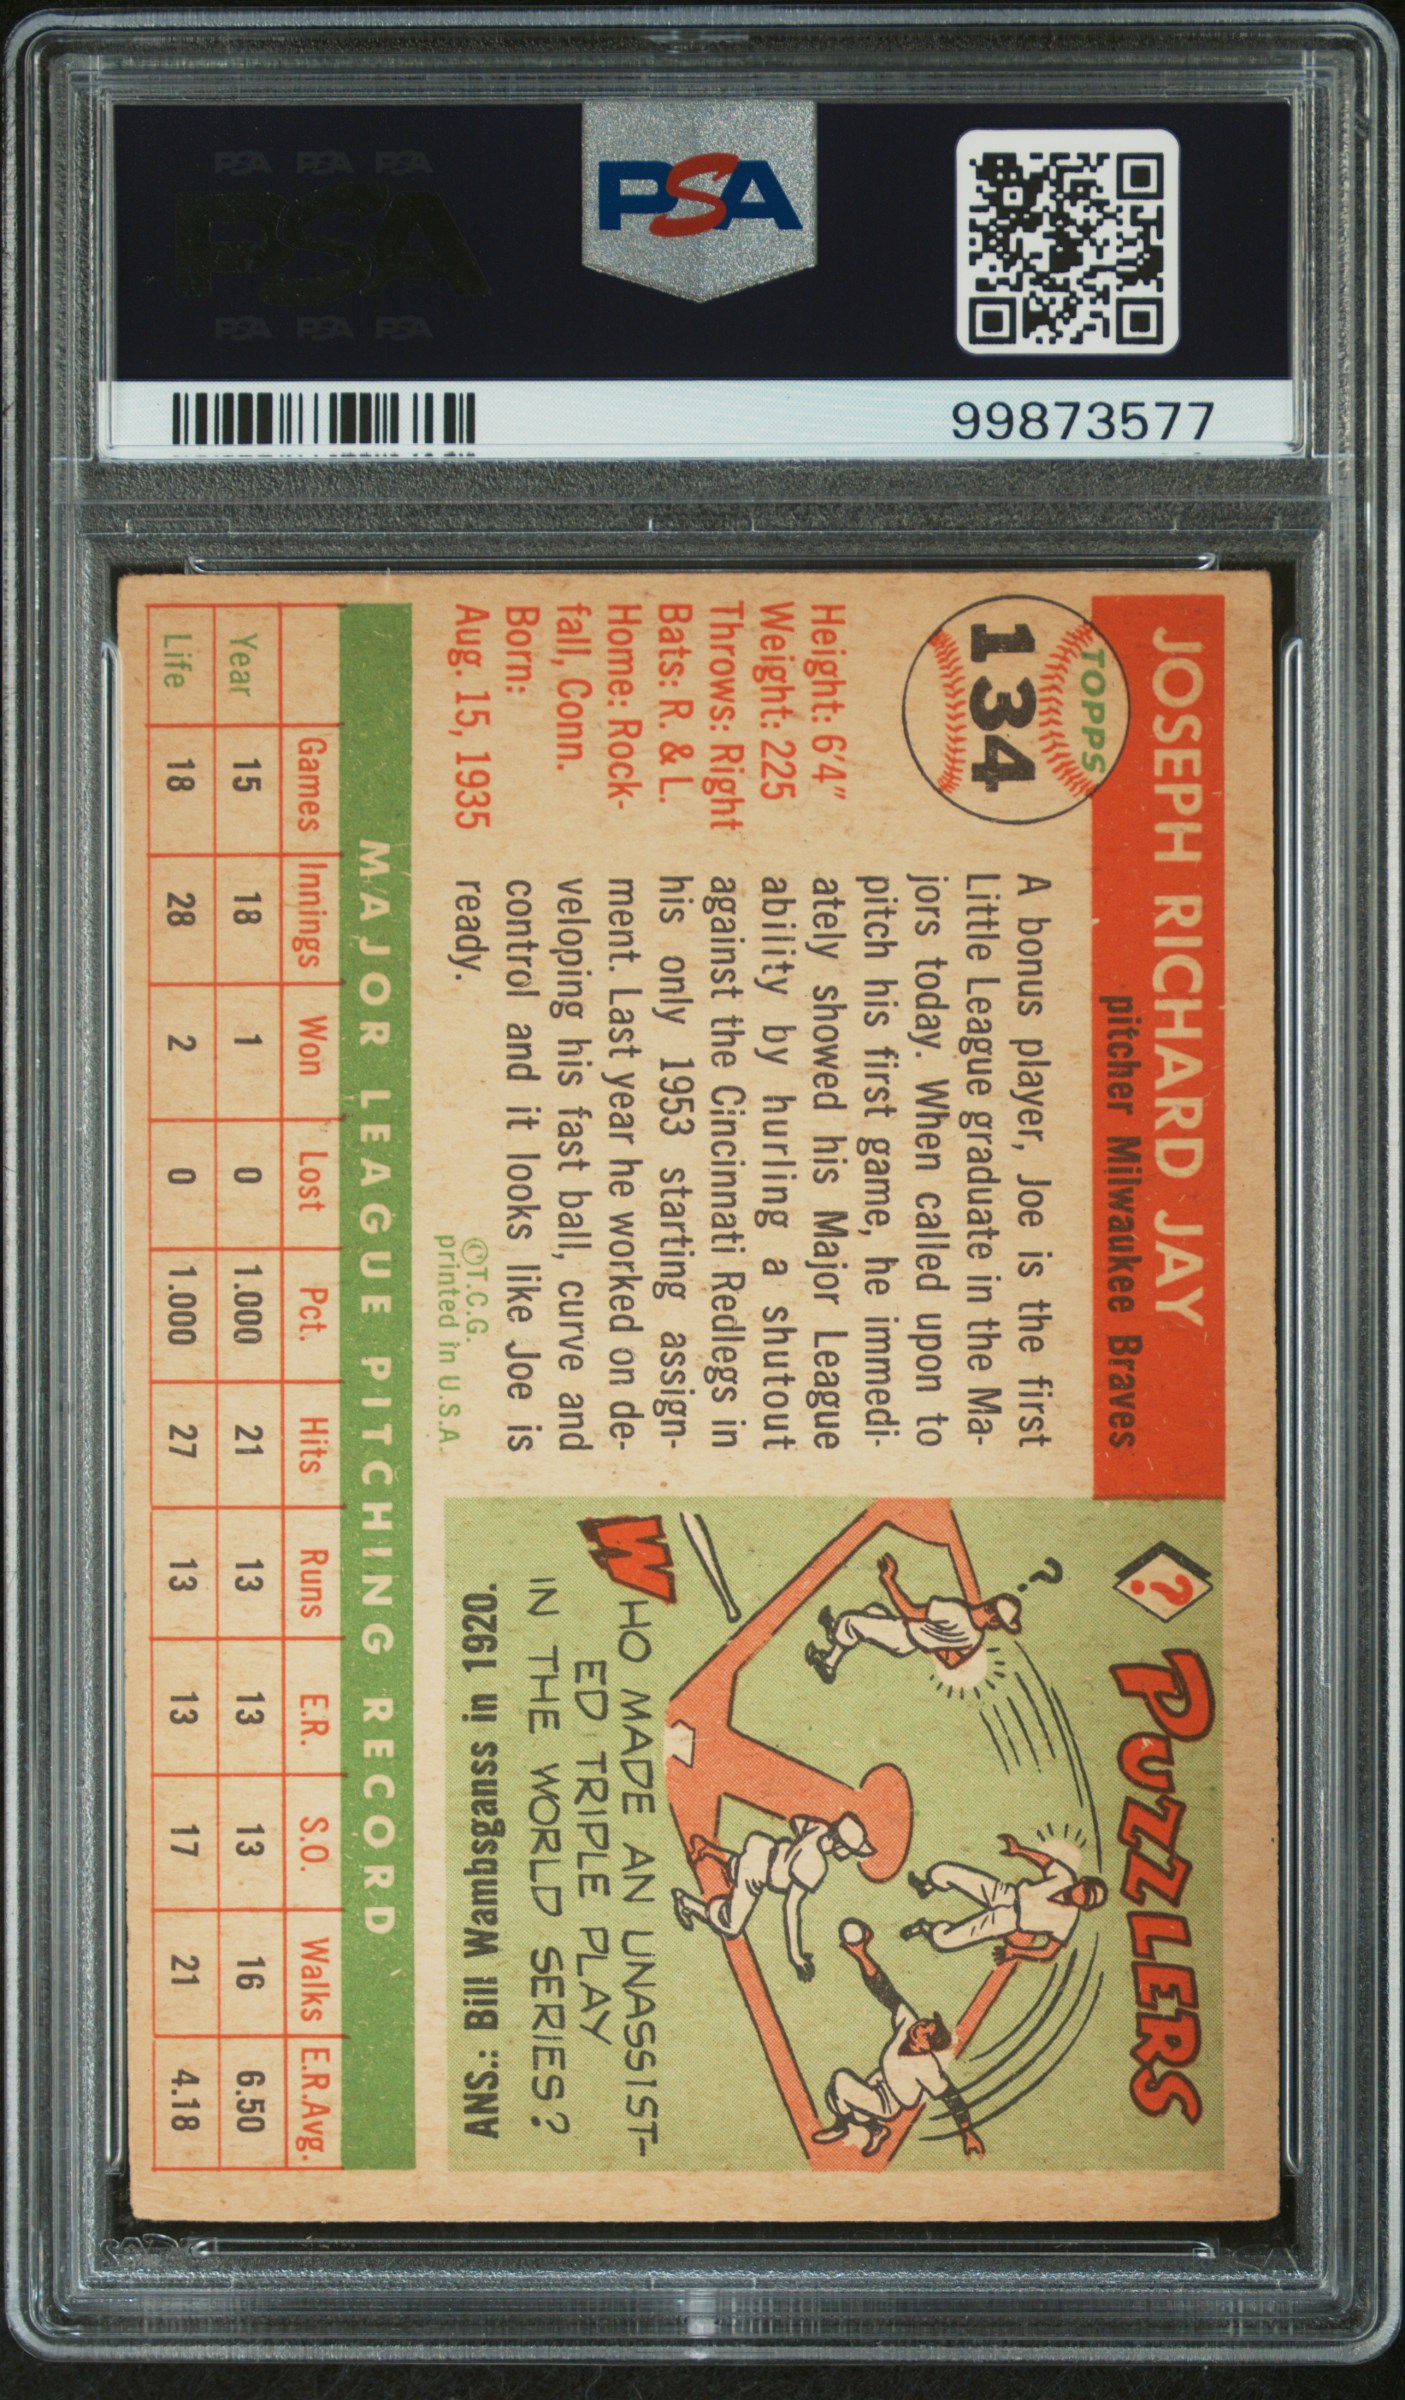 PSA PSA PSA
PSA
PSA PSA PSA
PSA
99873577
JOSEPH RICHARD JAY
pitcher Milwaukee Braves
TOPPS
134
Height: 6'4"
Weight: 225
Throws: Right
Bats: R. & L.
Home: Rock-
fall, Conn.
Born:
Aug. 15, 1935
A bonus player, Joe is the first
Little League graduate in the Ma-
jors today. When called upon to
pitch his first game, he immedi-
ately showed his Major League
ability by hurling a shutout
against the Cincinnati Redlegs in
his only 1953 starting assign-
ment. Last year he worked on de-
veloping his fast ball, curve and
control and it looks like Joe is
ready.
©T.C.G.
printed in U.S.A.
? PUZZLERS
?
WHO MADE AN UNASSIST-
ED TRIPLE PLAY
IN THE WORLD SERIES?
ANS.: Bill Wambsganss in 1920.
MAJOR LEAGUE PITCHING RECORD
Games Innings Won Lost Pct. Hits Runs E.R. S.O. Walks E.R.Avg.
Year 15 18 1 0 1.000 21 13 13 13 16 6.50
Life 18 28 2 0 1.000 27 13 13 17 21 4.18